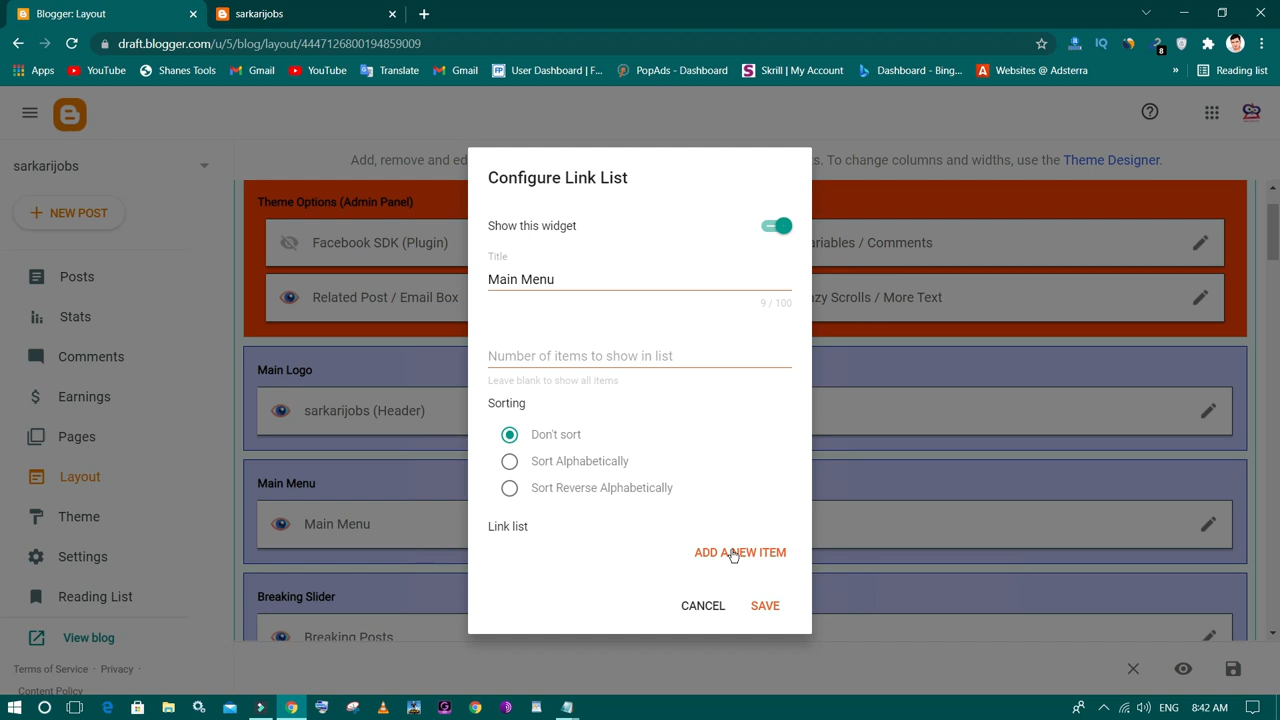 Blogger: Layout
sarkarijobs
draft.blogger.com/u/5/blog/layout/4447126800194859009
8
Apps
YouTube
Shanes Tools
Gmail
YouTube
Translate
Gmail
User Dashboard | F...
PopAds - Dashboard
Skrill | My Account
Dashboard - Bing...
Websites @ Adsterra
»
Reading list
sarkarijobs
NEW POST
Posts
Stats
Comments
Earnings
Pages
Layout
Theme
Settings
Reading List
View blog
Terms of Service · Privacy ·
Content Policy
Add, remove and ed
s. To change columns and widths, use the Theme Designer.
Theme Options (Admin Panel)
Facebook SDK (Plugin)
ariables / Comments
Related Post / Email Box
zy Scrolls / More Text
Main Logo
sarkarijobs (Header)
Main Menu
Main Menu
Breaking Slider
Breaking Posts
Configure Link List
Show this widget
Title
Main Menu
9 / 100
Number of items to show in list
Leave blank to show all items
Sorting
Don't sort
Sort Alphabetically
Sort Reverse Alphabetically
Link list
ADD A NEW ITEM
CANCEL
SAVE
ENG
8:42 AM